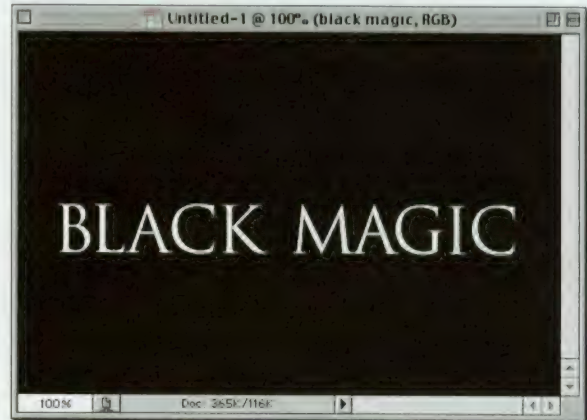 Untitled-1 @ 100% (black magic, RGB)
BLACK MAGIC
100% Doc: 365K/116K